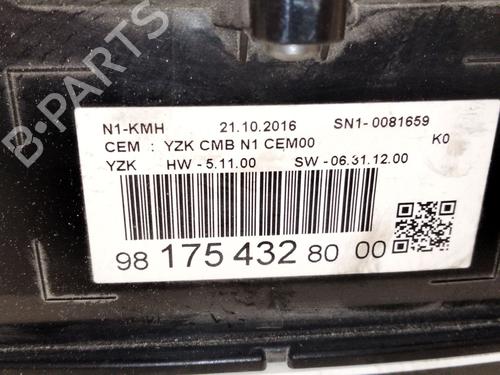 N1-KMH 21.10.2016 SN1- 0081659
CEM : YZK CMB N1 CEM00 K0
YZK HW - 5.11.00 SW - 06.31.12.00
98 175 432 80 00